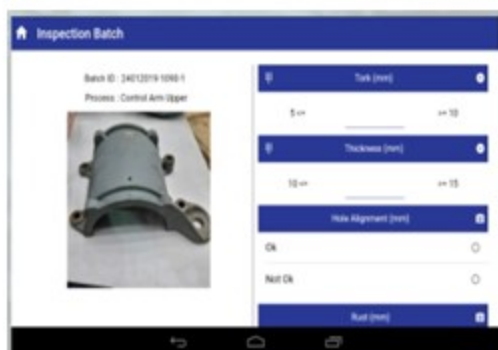 Inspection Batch
Batch ID : 24012019-1090-1
Process : Control Arm Upper
Tork (mm)
5 <=
>= 10
Thickness (mm)
10 <=
>= 15
Hole Alignment (mm)
Ok
Not Ok
Rust (mm)